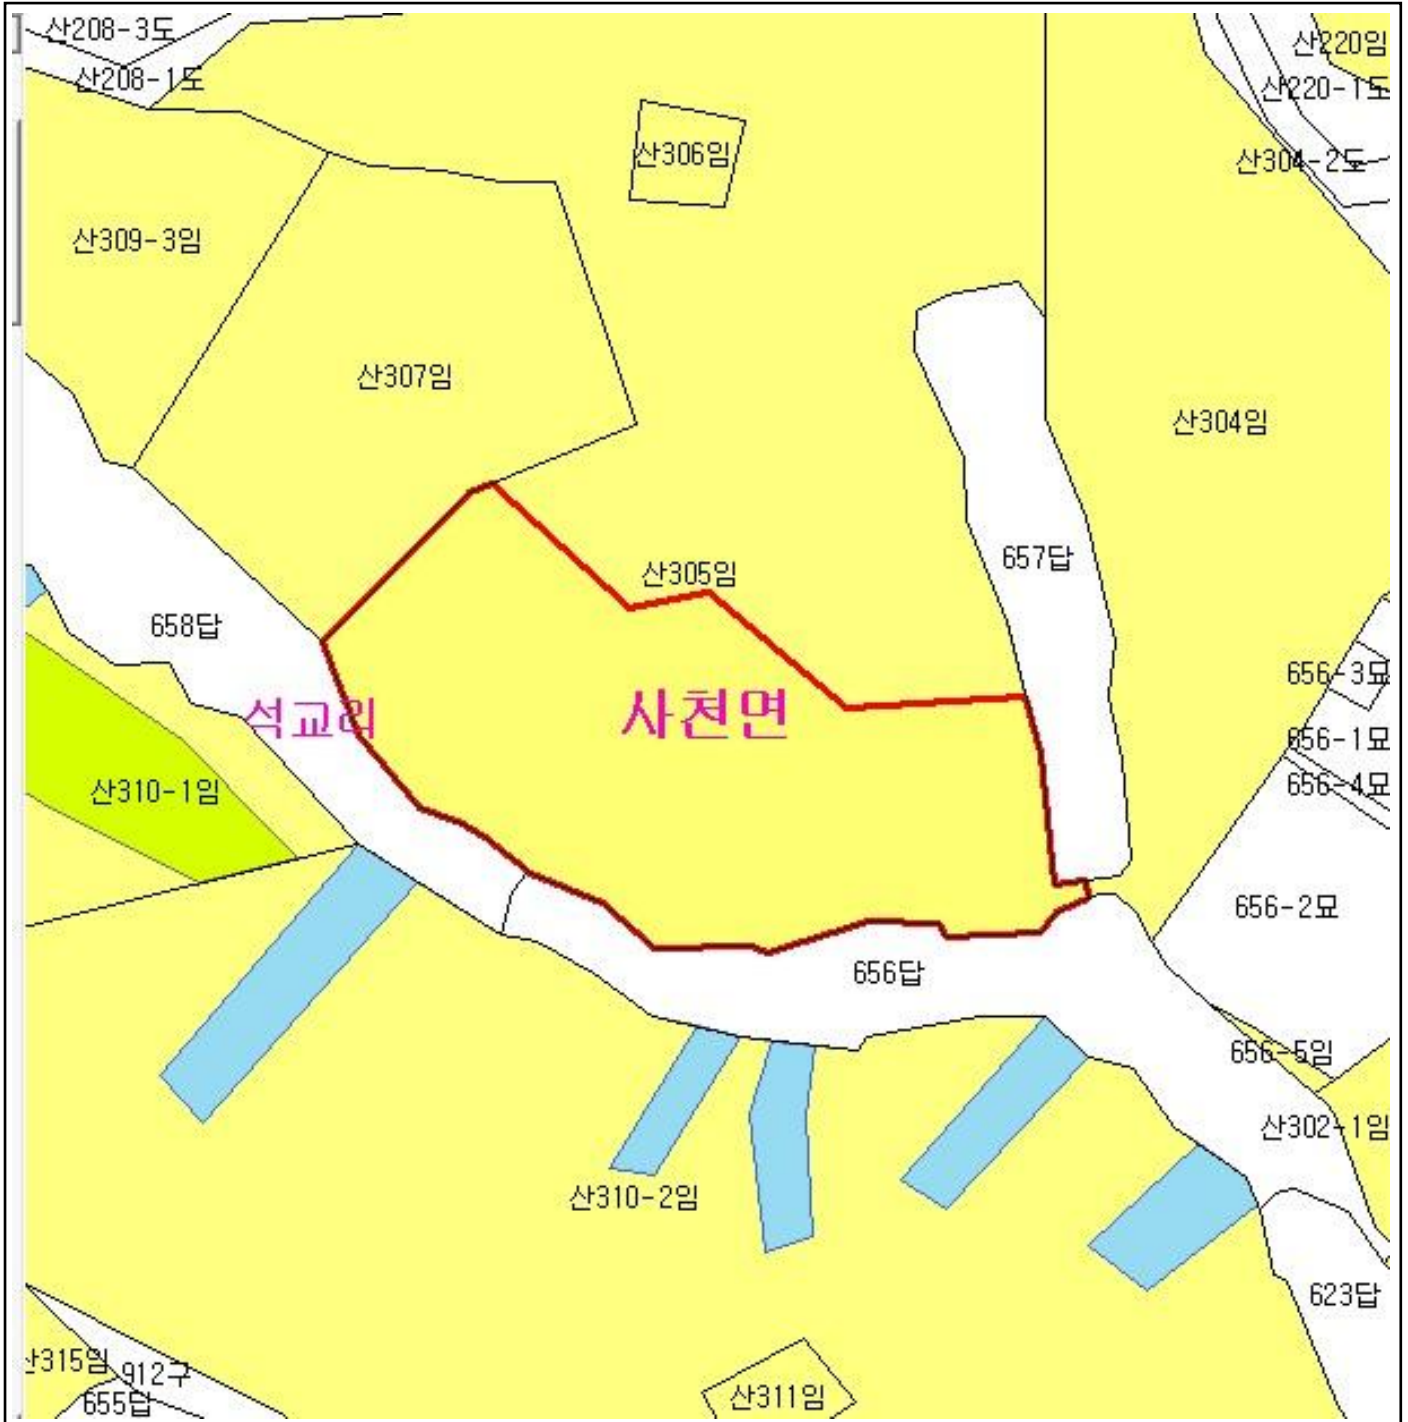 산208-3도
산220임
산208-1도
산220-1도
산306임
산304-2도
산309-3임
산307임
산304임
657답
산305임
658답
656-3묘
석교리
사천면
656-1묘
656-4묘
산310-1임
656-2묘
656답
656-5임
산302-1임
산310-2임
623답
산315임
912구
655답
산311임